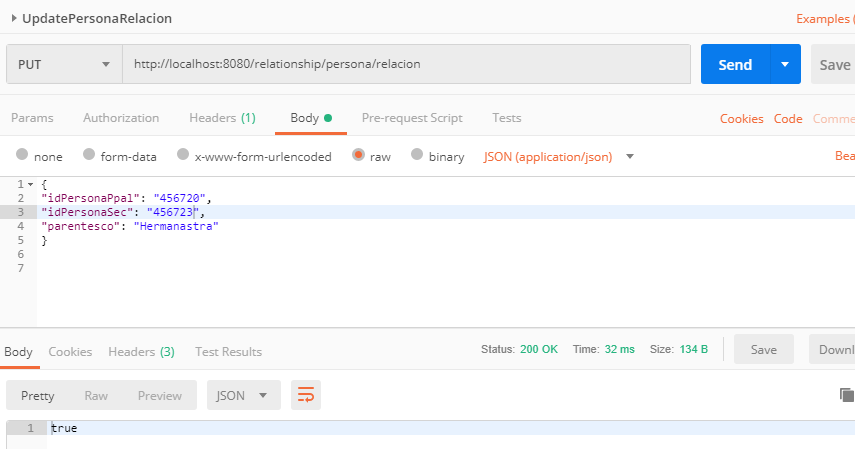 UpdatePersonaRelacion Examples (
PUT http://localhost:8080/relationship/persona/relacion Send Save
Params Authorization Headers (1) Body Pre-request Script Tests Cookies Code Comme
none form-data x-www-form-urlencoded raw binary JSON (application/json) Bea
1 {
2 "idPersonaPpal": "456720",
3 "idPersonaSec": "456723",
4 "parentesco": "Hermanastra"
5 }
6
7
Body Cookies Headers (3) Test Results Status: 200 OK Time: 32 ms Size: 134 B Save Downl
Pretty Raw Preview JSON
1 true